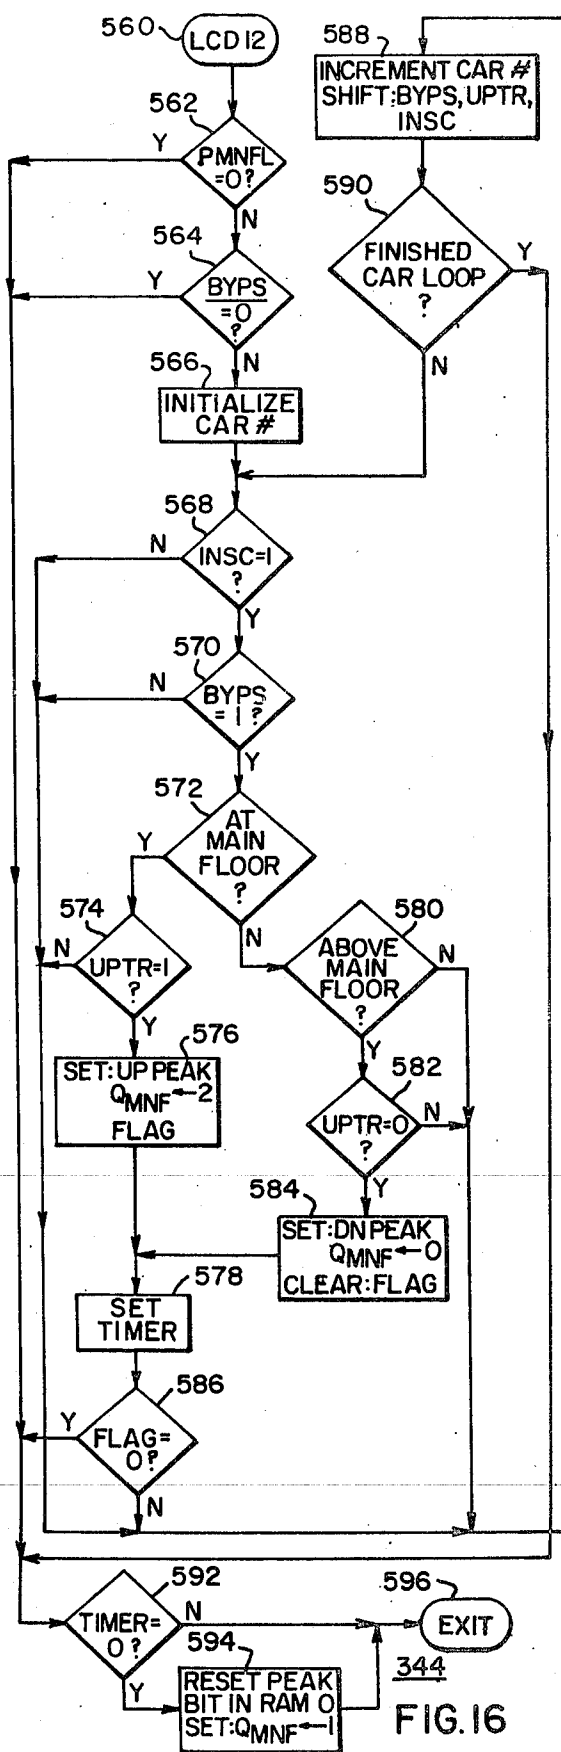 560
LCD 12
562
PMNFL
=0?
Y
N
564
BYPS
=0
?
Y
N
566
INITIALIZE
CAR #
588
INCREMENT CAR #
SHIFT:BYPS,UPTR,
INSC
590
FINISHED
CAR LOOP
?
Y
N
568
INSC=1
?
N
Y
570
BYPS
=1?
N
Y
572
AT
MAIN
FLOOR
?
Y
N
574
UPTR=1
?
N
Y
576
SET:UP PEAK
QMNF←2
FLAG
580
ABOVE
MAIN
FLOOR
?
N
Y
582
UPTR=0
?
N
Y
584
SET:DN PEAK
QMNF←0
CLEAR:FLAG
578
SET
TIMER
586
FLAG=
0?
Y
N
592
TIMER=
0?
N
Y
594
RESET PEAK
BIT IN RAM 0
SET:QMNF←1
596
EXIT
344
FIG.16